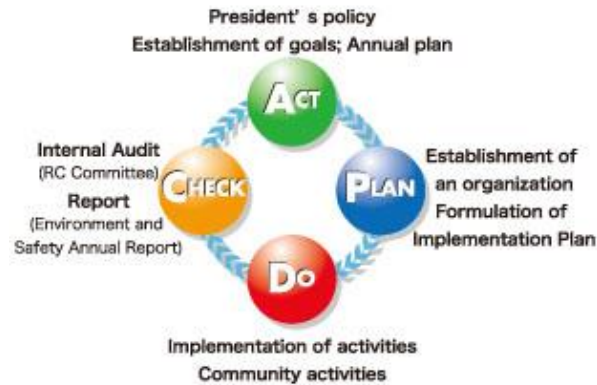 President's policy
Establishment of goals; Annual plan
ACT
Internal Audit
(RC Committee)
Report
(Environment and
Safety Annual Report)
CHECK
PLAN
Establishment of
an organization
Formulation of
Implementation Plan
DO
Implementation of activities
Community activities